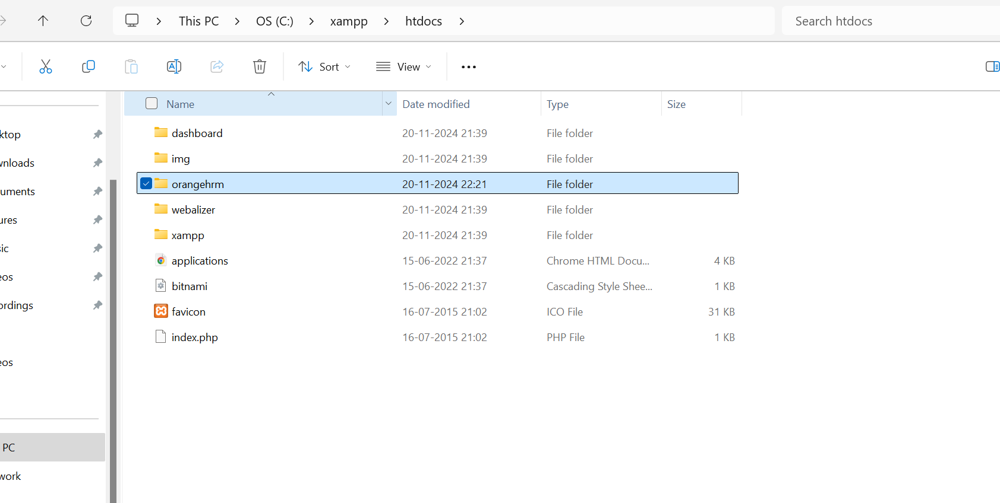 This PC > OS (C:) > xampp > htdocs >
Search htdocs
Sort
View
Name Date modified Type Size
dashboard 20-11-2024 21:39 File folder
img 20-11-2024 21:39 File folder
orangehrm 20-11-2024 22:21 File folder
webalizer 20-11-2024 21:39 File folder
xampp 20-11-2024 21:39 File folder
applications 15-06-2022 21:37 Chrome HTML Docu... 4 KB
bitnami 15-06-2022 21:37 Cascading Style Shee... 1 KB
favicon 16-07-2015 21:02 ICO File 31 KB
index.php 16-07-2015 21:02 PHP File 1 KB
ktop
wnloads
uments
ures
sic
eos
ordings
eos
PC
work